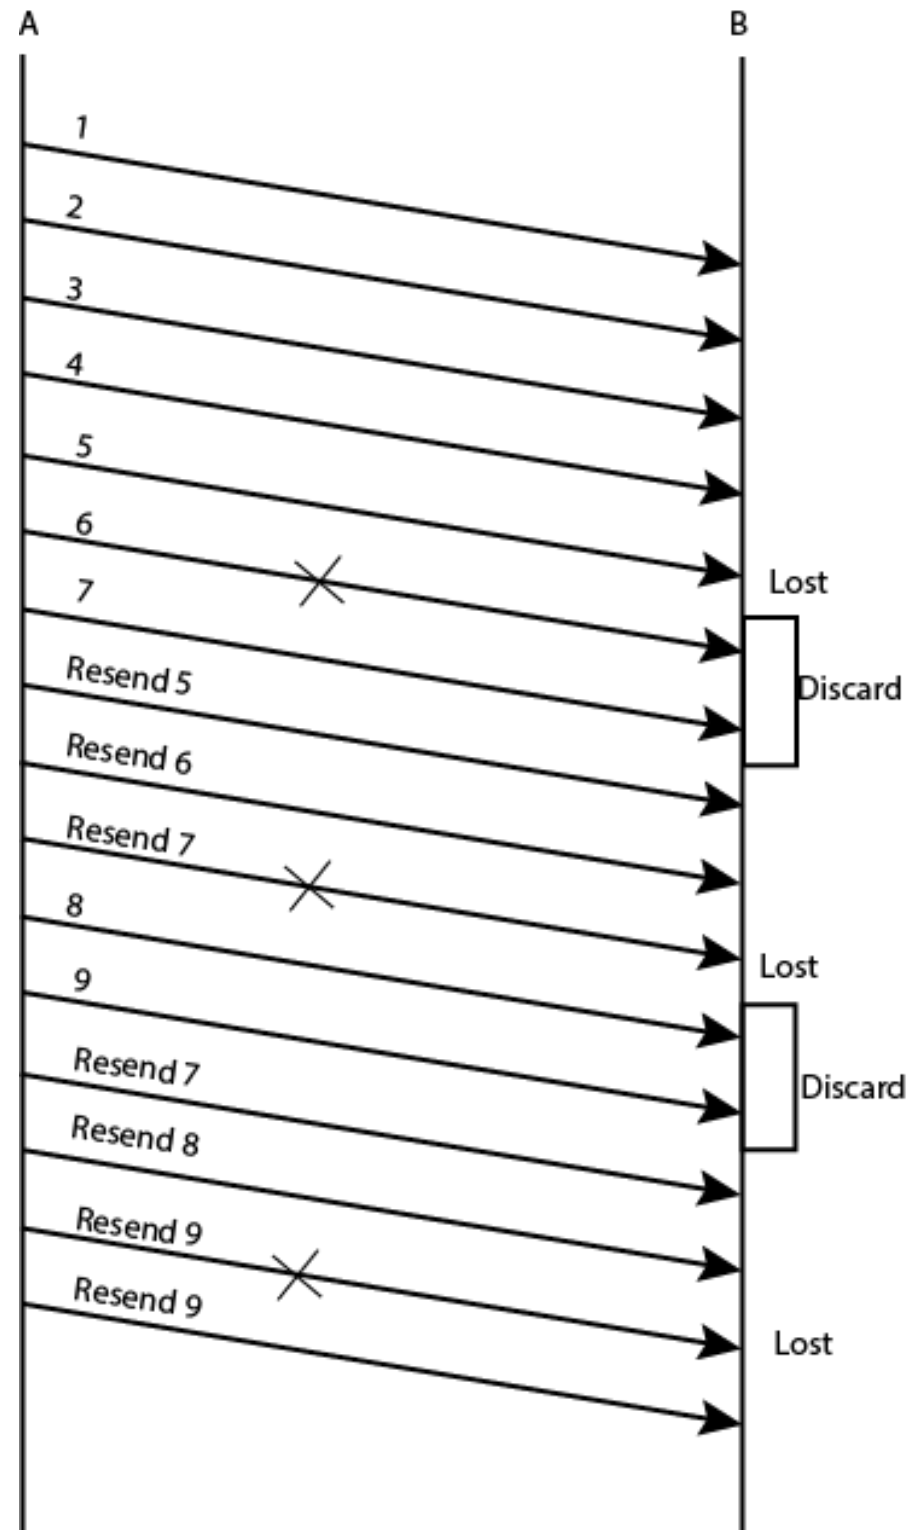 A
B
1
2
3
4
5
6
Lost
7
Discard
Resend 5
Resend 6
Resend 7
8
Lost
9
Resend 7
Discard
Resend 8
Resend 9
Resend 9
Lost